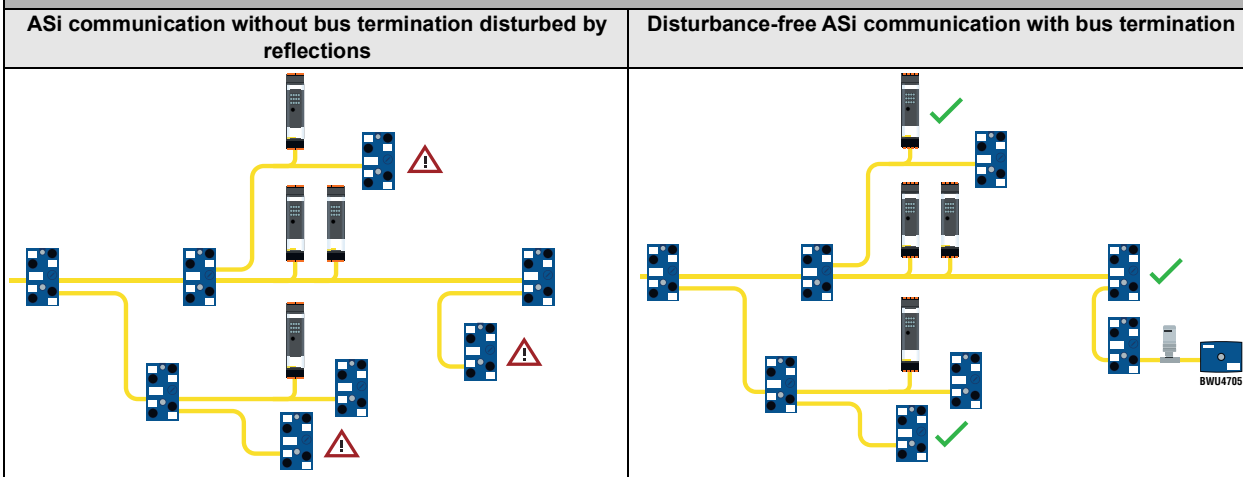 ASi communication without bus termination disturbed by
reflections
Disturbance-free ASi communication with bus termination
BWU4705